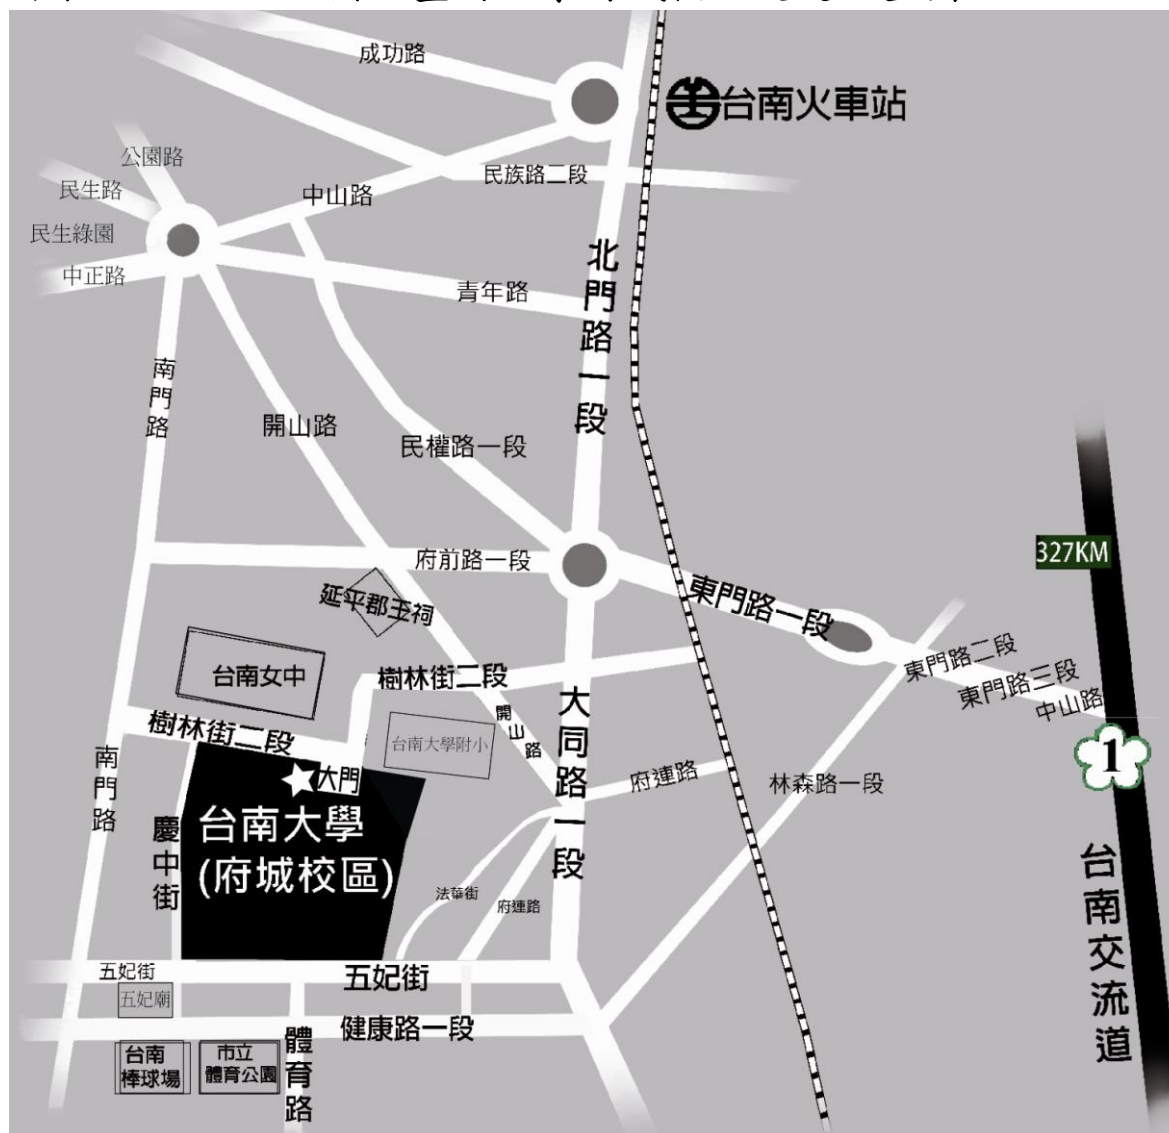 成功路
台南火車站
公園路
民族路二段
民生路
中山路
民生綠園
中正路
青年路
北門路一段
南門路
開山路
民權路一段
327KM
府前路一段
東門路一段
延平郡王祠
台南女中
樹林街二段
東門路二段
東門路三段
中山路
樹林街二段
開山路
大同路一段
台南大學附小
南門路
大門
府連路
林森路一段
1
台南大學
(府城校區)
慶中街
法華街
府連路
台南交流道
五妃街
五妃街
五妃廟
健康路一段
體育路
台南
棒球場
市立
體育公園